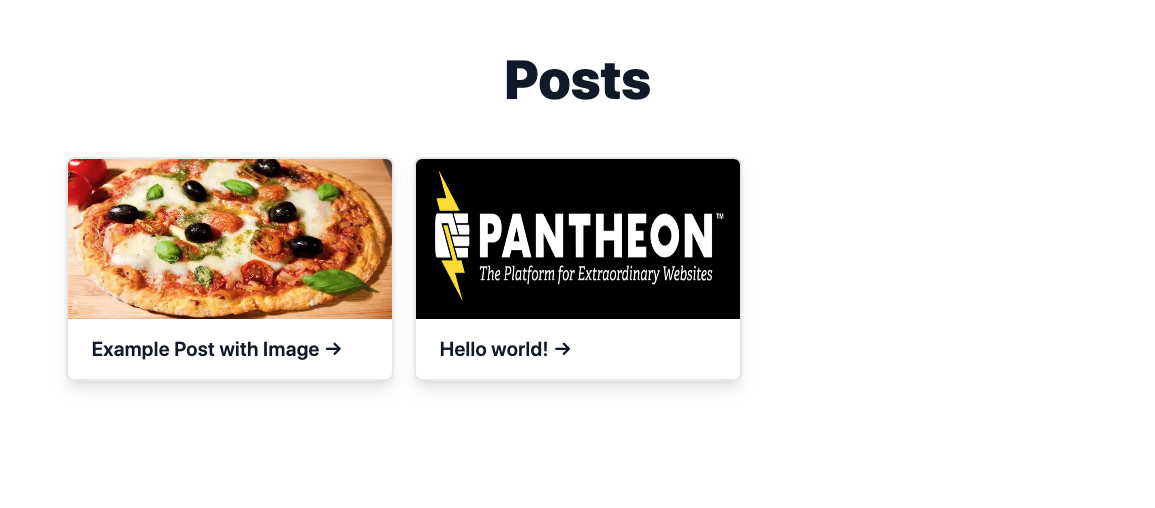 Posts
Example Post with Image →
PANTHEON™
The Platform for Extraordinary Websites
Hello world! →